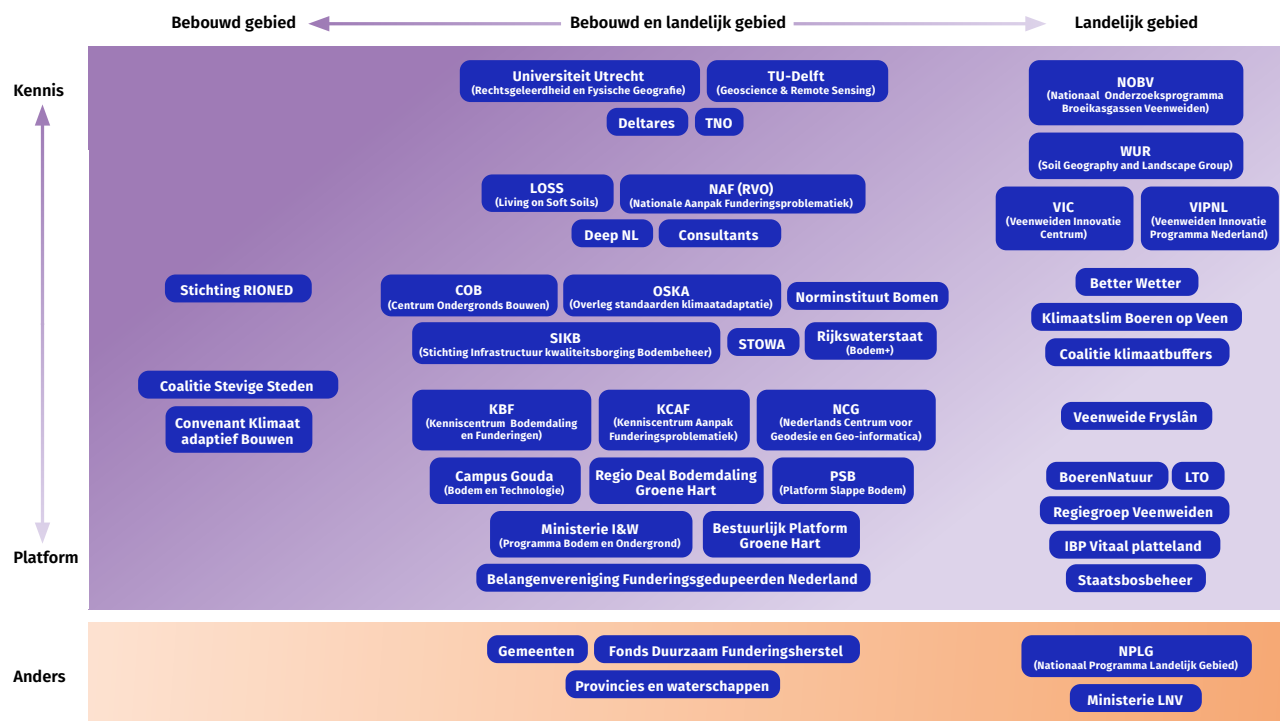 Bebouwd gebied
Bebouwd en landelijk gebied
Landelijk gebied
Kennis
Universiteit Utrecht
(Rechtsgeleerdheid en Fysische Geografie)
TU-Delft
(Geoscience & Remote Sensing)
Deltares
TNO
NOBV
(Nationaal Onderzoeksprogramma
Broeikasgassen Veenweiden)
WUR
(Soil Geography and Landscape Group)
LOSS
(Living on Soft Soils)
NAF (RVO)
(Nationale Aanpak Funderingsproblematiek)
VIC
(Veenweiden Innovatie
Centrum)
VIPNL
(Veenweiden Innovatie
Programma Nederland)
Deep NL
Consultants
Stichting RIONED
COB
(Centrum Ondergronds Bouwen)
OSKA
(Overleg standaarden klimaatadaptatie)
Norminstituut Bomen
Better Wetter
Klimaatslim Boeren op Veen
SIKB
(Stichting Infrastructuur kwaliteitsborging Bodembeheer)
STOWA
Rijkswaterstaat
(Bodem+)
Coalitie klimaatbuffers
Coalitie Stevige Steden
Convenant Klimaat
adaptief Bouwen
KBF
(Kenniscentrum Bodemdaling
en Funderingen)
KCAF
(Kenniscentrum Aanpak
Funderingsproblematiek)
NCG
(Nederlands Centrum voor
Geodesie en Geo-informatica)
Veenweide Fryslân
Campus Gouda
(Bodem en Technologie)
Regio Deal Bodemdaling
Groene Hart
PSB
(Platform Slappe Bodem)
BoerenNatuur
LTO
Regiegroep Veenweiden
Ministerie I&W
(Programma Bodem en Ondergrond)
Bestuurlijk Platform
Groene Hart
IBP Vitaal platteland
Platform
Belangenvereniging Funderingsgedupeerden Nederland
Staatsbosbeheer
Anders
Gemeenten
Fonds Duurzaam Funderingsherstel
Provincies en waterschappen
NPLG
(Nationaal Programma Landelijk Gebied)
Ministerie LNV